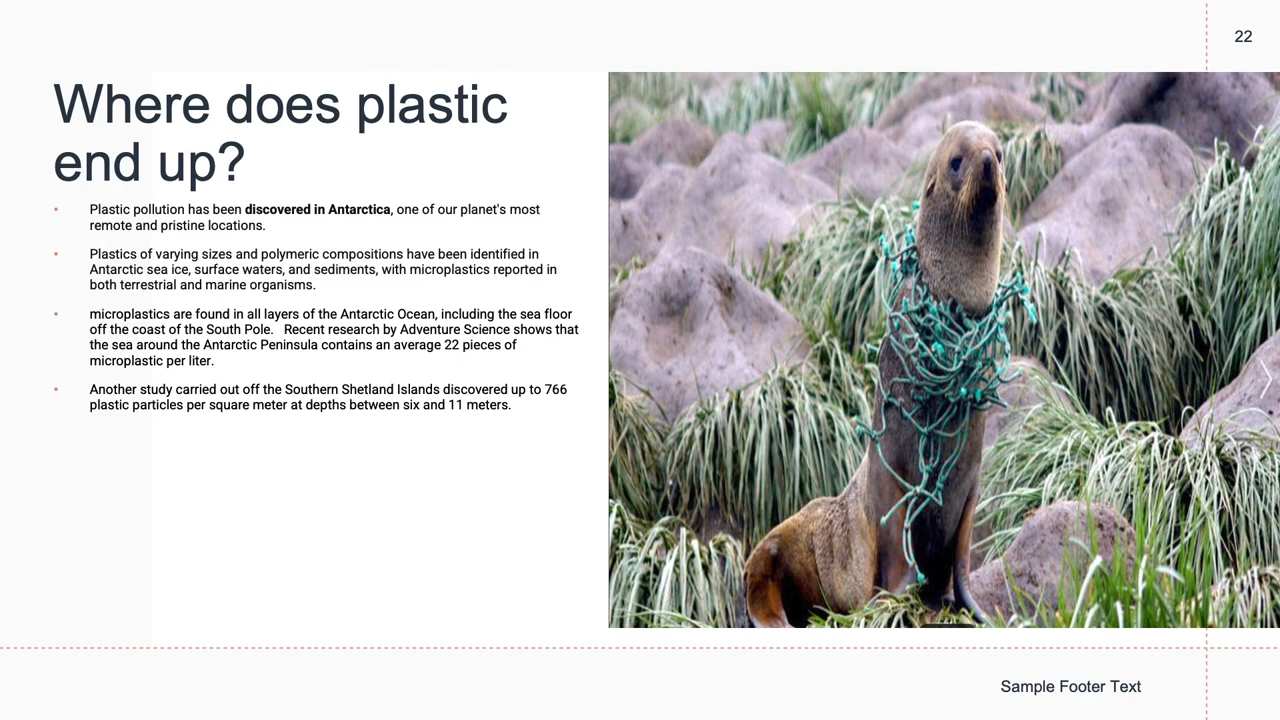 22
Where does plastic
end up?
• Plastic pollution has been discovered in Antarctica, one of our planet's most
remote and pristine locations.
• Plastics of varying sizes and polymeric compositions have been identified in
Antarctic sea ice, surface waters, and sediments, with microplastics reported in
both terrestrial and marine organisms.
• microplastics are found in all layers of the Antarctic Ocean, including the sea floor
off the coast of the South Pole.   Recent research by Adventure Science shows that
the sea around the Antarctic Peninsula contains an average 22 pieces of
microplastic per liter.
• Another study carried out off the Southern Shetland Islands discovered up to 766
plastic particles per square meter at depths between six and 11 meters.
Sample Footer Text